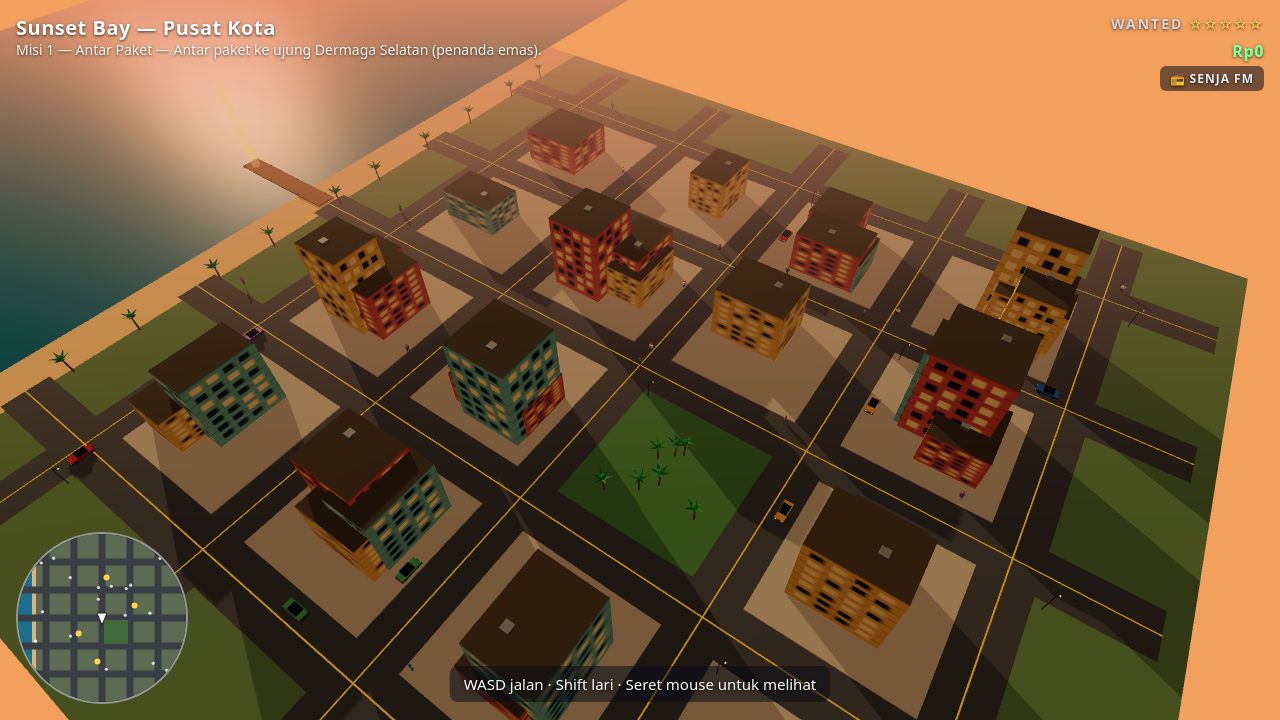 Sunset Bay — Pusat Kota
Misi 1 — Antar Paket — Antar paket ke ujung Dermaga Selatan (penanda emas).
WANTED ☆☆☆☆☆
Rp0
📻 SENJA FM
WASD jalan · Shift lari · Seret mouse untuk melihat